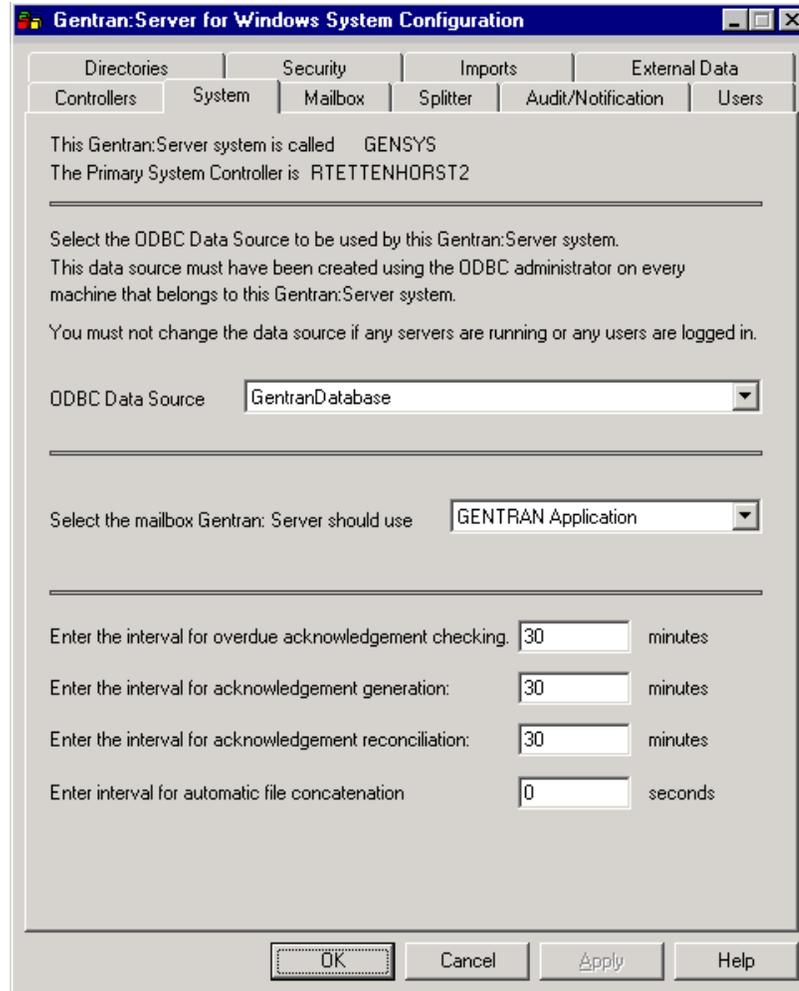 Gentran:Server for Windows System Configuration
Directories Security Imports External Data
Controllers System Mailbox Splitter Audit/Notification Users
This Gentran:Server system is called GENSYS
The Primary System Controller is RTETTENHORST2
Select the ODBC Data Source to be used by this Gentran:Server system.
This data source must have been created using the ODBC administrator on every
machine that belongs to this Gentran:Server system.
You must not change the data source if any servers are running or any users are logged in.
ODBC Data Source GentranDatabase
Select the mailbox Gentran: Server should use GENTRAN Application
Enter the interval for overdue acknowledgement checking. 30 minutes
Enter the interval for acknowledgement generation: 30 minutes
Enter the interval for acknowledgement reconciliation: 30 minutes
Enter interval for automatic file concatenation 0 seconds
OK Cancel Apply Help